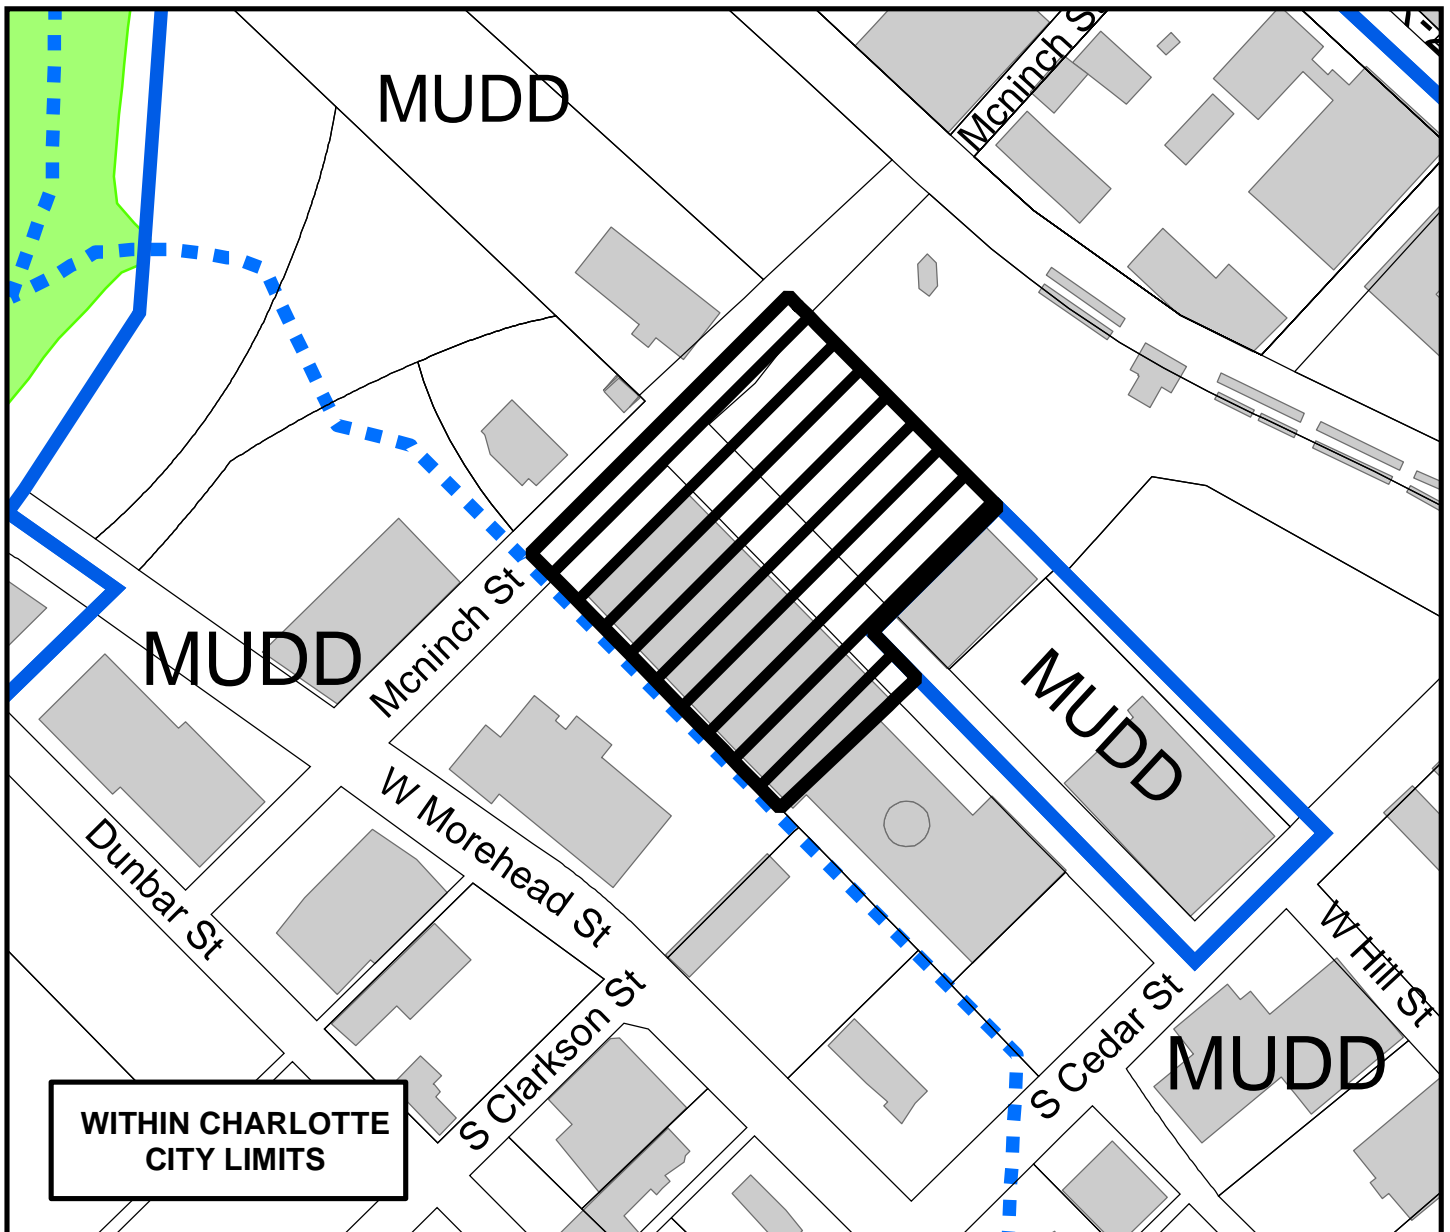 Mcninch St
MUDD
Mcninch St
MUDD
MUDD
W Morehead St
Dunbar St
W Hill St
S Clarkson St
S Cedar St
MUDD
WITHIN CHARLOTTE
CITY LIMITS